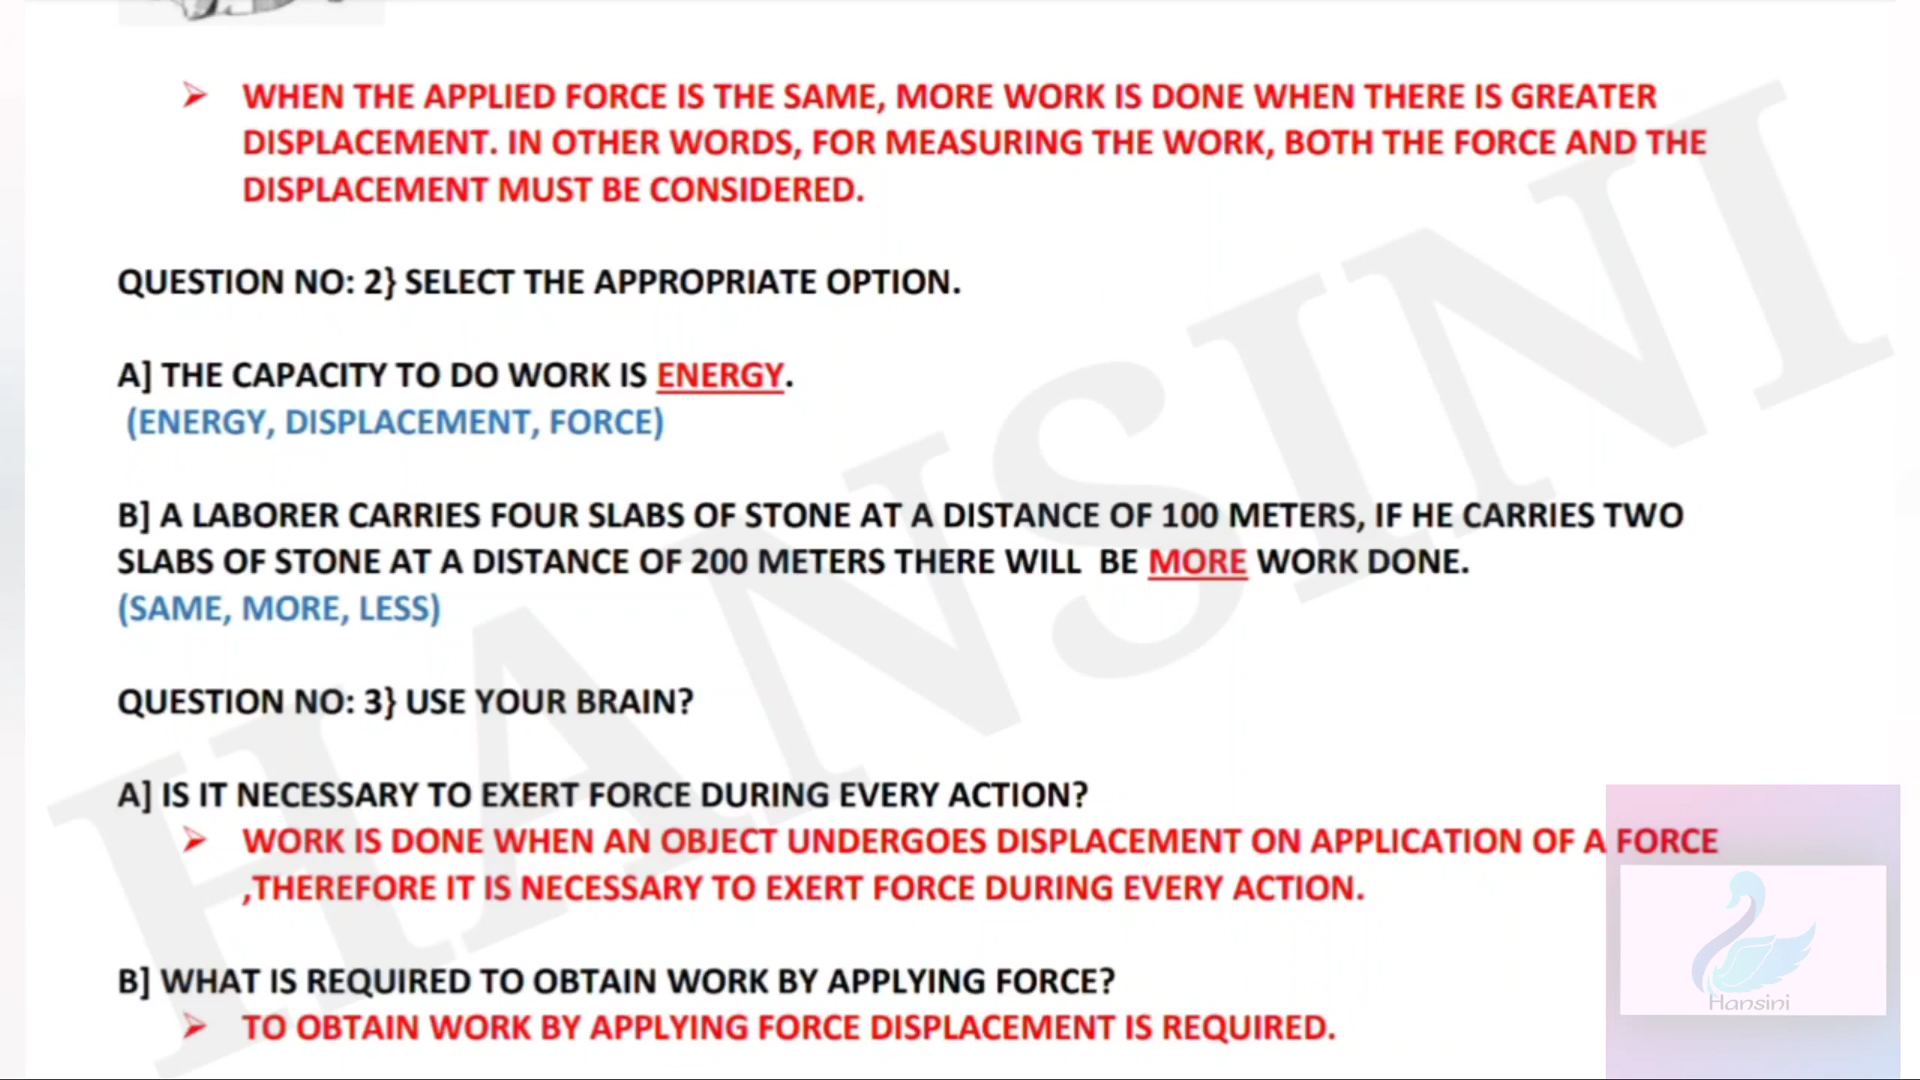 ➢ WHEN THE APPLIED FORCE IS THE SAME, MORE WORK IS DONE WHEN THERE IS GREATER
DISPLACEMENT. IN OTHER WORDS, FOR MEASURING THE WORK, BOTH THE FORCE AND THE
DISPLACEMENT MUST BE CONSIDERED.
QUESTION NO: 2} SELECT THE APPROPRIATE OPTION.
A] THE CAPACITY TO DO WORK IS ENERGY.
(ENERGY, DISPLACEMENT, FORCE)
B] A LABORER CARRIES FOUR SLABS OF STONE AT A DISTANCE OF 100 METERS, IF HE CARRIES TWO
SLABS OF STONE AT A DISTANCE OF 200 METERS THERE WILL BE MORE WORK DONE.
(SAME, MORE, LESS)
QUESTION NO: 3} USE YOUR BRAIN?
A] IS IT NECESSARY TO EXERT FORCE DURING EVERY ACTION?
➢ WORK IS DONE WHEN AN OBJECT UNDERGOES DISPLACEMENT ON APPLICATION OF A FORCE
,THEREFORE IT IS NECESSARY TO EXERT FORCE DURING EVERY ACTION.
B] WHAT IS REQUIRED TO OBTAIN WORK BY APPLYING FORCE?
➢ TO OBTAIN WORK BY APPLYING FORCE DISPLACEMENT IS REQUIRED.
HANSINI
Hansini